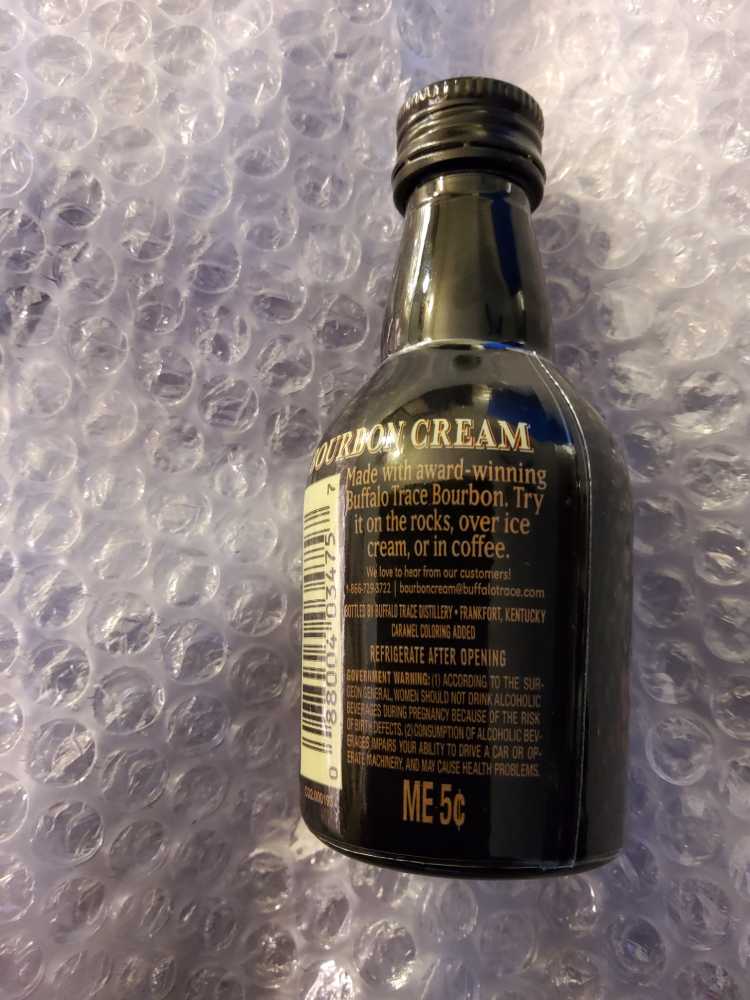 BOURBON CREAM
Made with award-winning
Buffalo Trace Bourbon. Try
it on the rocks, over ice
cream, or in coffee.
We love to hear from our customers!
1-866-729-3722 | bourboncream@buffalotrace.com
BOTTLED BY BUFFALO TRACE DISTILLERY • FRANKFORT, KENTUCKY
CARAMEL COLORING ADDED
REFRIGERATE AFTER OPENING
GOVERNMENT WARNING: (1) ACCORDING TO THE SUR-
GEON GENERAL, WOMEN SHOULD NOT DRINK ALCOHOLIC
BEVERAGES DURING PREGNANCY BECAUSE OF THE RISK
OF BIRTH DEFECTS. (2) CONSUMPTION OF ALCOHOLIC BEV-
ERAGES IMPAIRS YOUR ABILITY TO DRIVE A CAR OR OP-
ERATE MACHINERY, AND MAY CAUSE HEALTH PROBLEMS.
ME 5¢
0 88004 03475 7